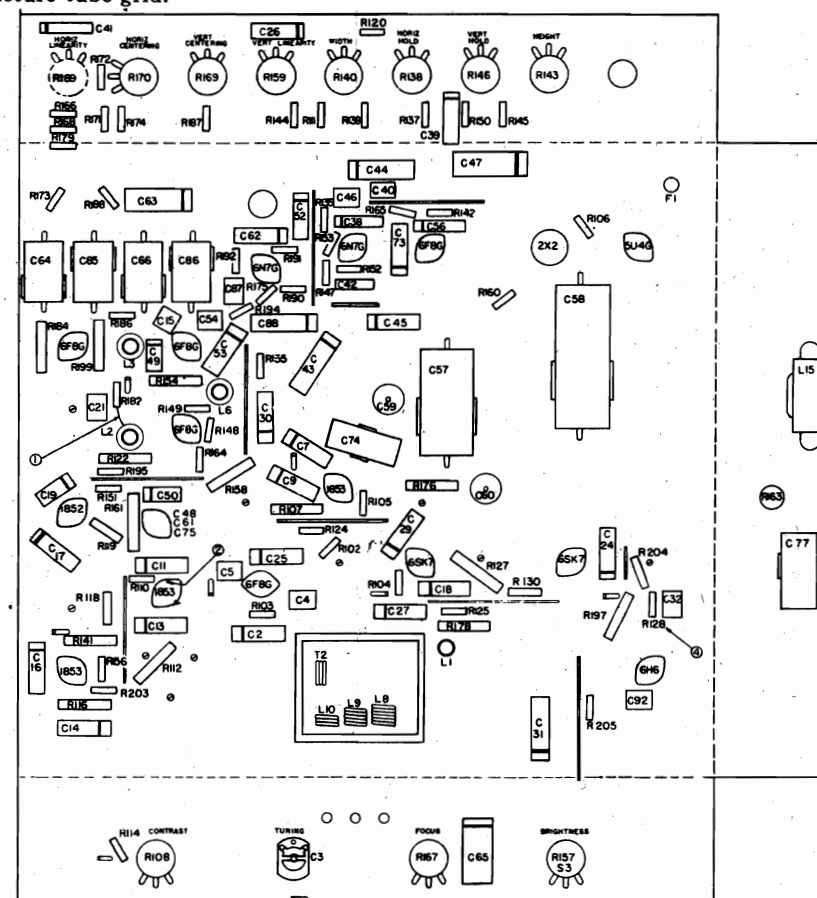 picture tube grid.
C41
C26
R120
HORIZ LINEARITY
HORIZ CENTERING
VERT CENTERING
VERT LINEARITY
WIDTH
HORIZ HOLD
VERT HOLD
HEIGHT
R172
R189
R170
R169
R159
R140
R138
R146
R143
R166
R168
R179
R171
R174
R187
R144
R111
R139
R137
C39
R150
R145
C44
C47
R173
R188
C63
C52
R135
C46
C40
R165
R142
F1
C62
C38
C56
R106
R153
6N7G
C73
6F8G
2X2
5U4G
C64
C85
C66
C86
R192
R191
6N7G
R152
C87
R175
R190
R147
C42
R160
C58
R184
R186
C15
C54
R194
C88
C45
6F8G
R199
L3
C49
6F8G
C53
R135
C43
C57
L15
R154
C21
R182
L6
C59
R149
6F8G
R148
C30
L2
C7
C74
1
R122
R164
R195
R158
C9
1853
R176
C60
C19
R151
C50
R105
R163
1852
R161
C48
C61
C75
R107
R124
C29
C17
R119
R102
C24
C77
C11
2
C25
6SK7
R127
6SK7
R204
R110
C5
6F8G
R118
1853
R104
C18
R130
R103
C4
C27
R125
R197
R128
C32
C13
C2
R178
R141
4
C16
R156
R112
T2
L1
6H6
1853
R203
R116
L10
L9
L8
C92
C14
C31
R205
R114
CONTRAST
TUNING
FOCUS
BRIGHTNESS
R108
C3
R167
C65
R157
S3